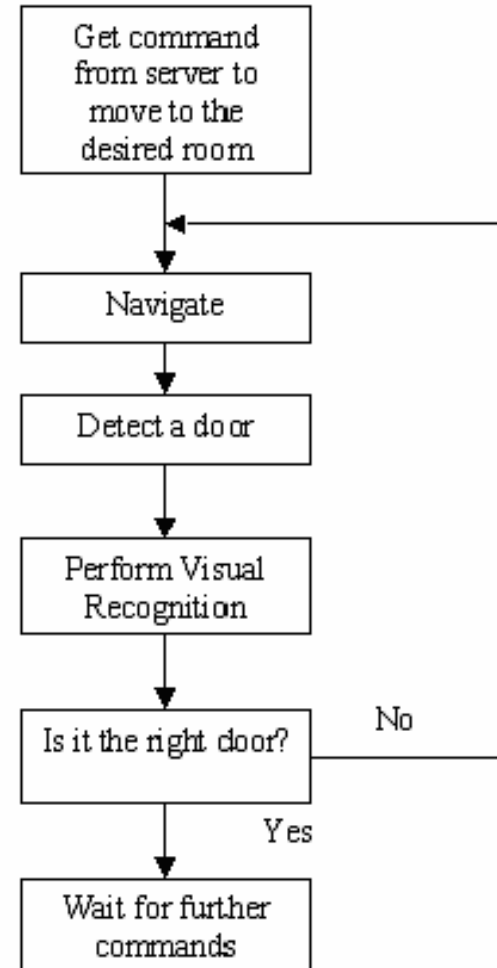 Get command
from server to
move to the
desired room
Navigate
Detect a door
Perform Visual
Recognition
Is it the right door?
No
Yes
Wait for further
commands